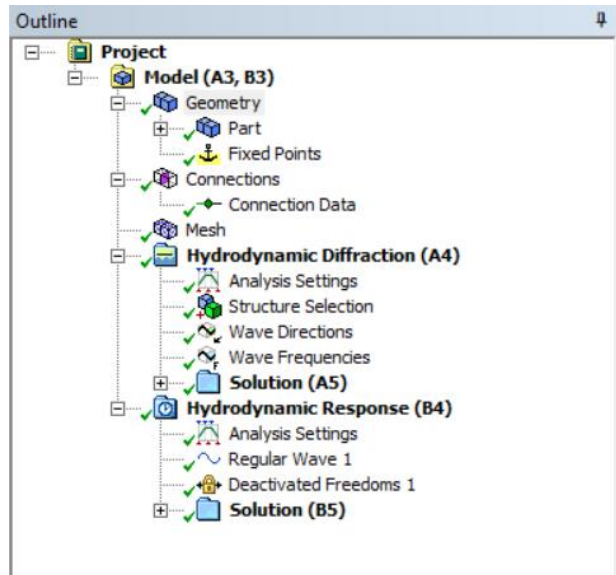 Outline
Project
Model (A3, B3)
Geometry
Part
Fixed Points
Connections
Connection Data
Mesh
Hydrodynamic Diffraction (A4)
Analysis Settings
Structure Selection
Wave Directions
Wave Frequencies
Solution (A5)
Hydrodynamic Response (B4)
Analysis Settings
Regular Wave 1
Deactivated Freedoms 1
Solution (B5)